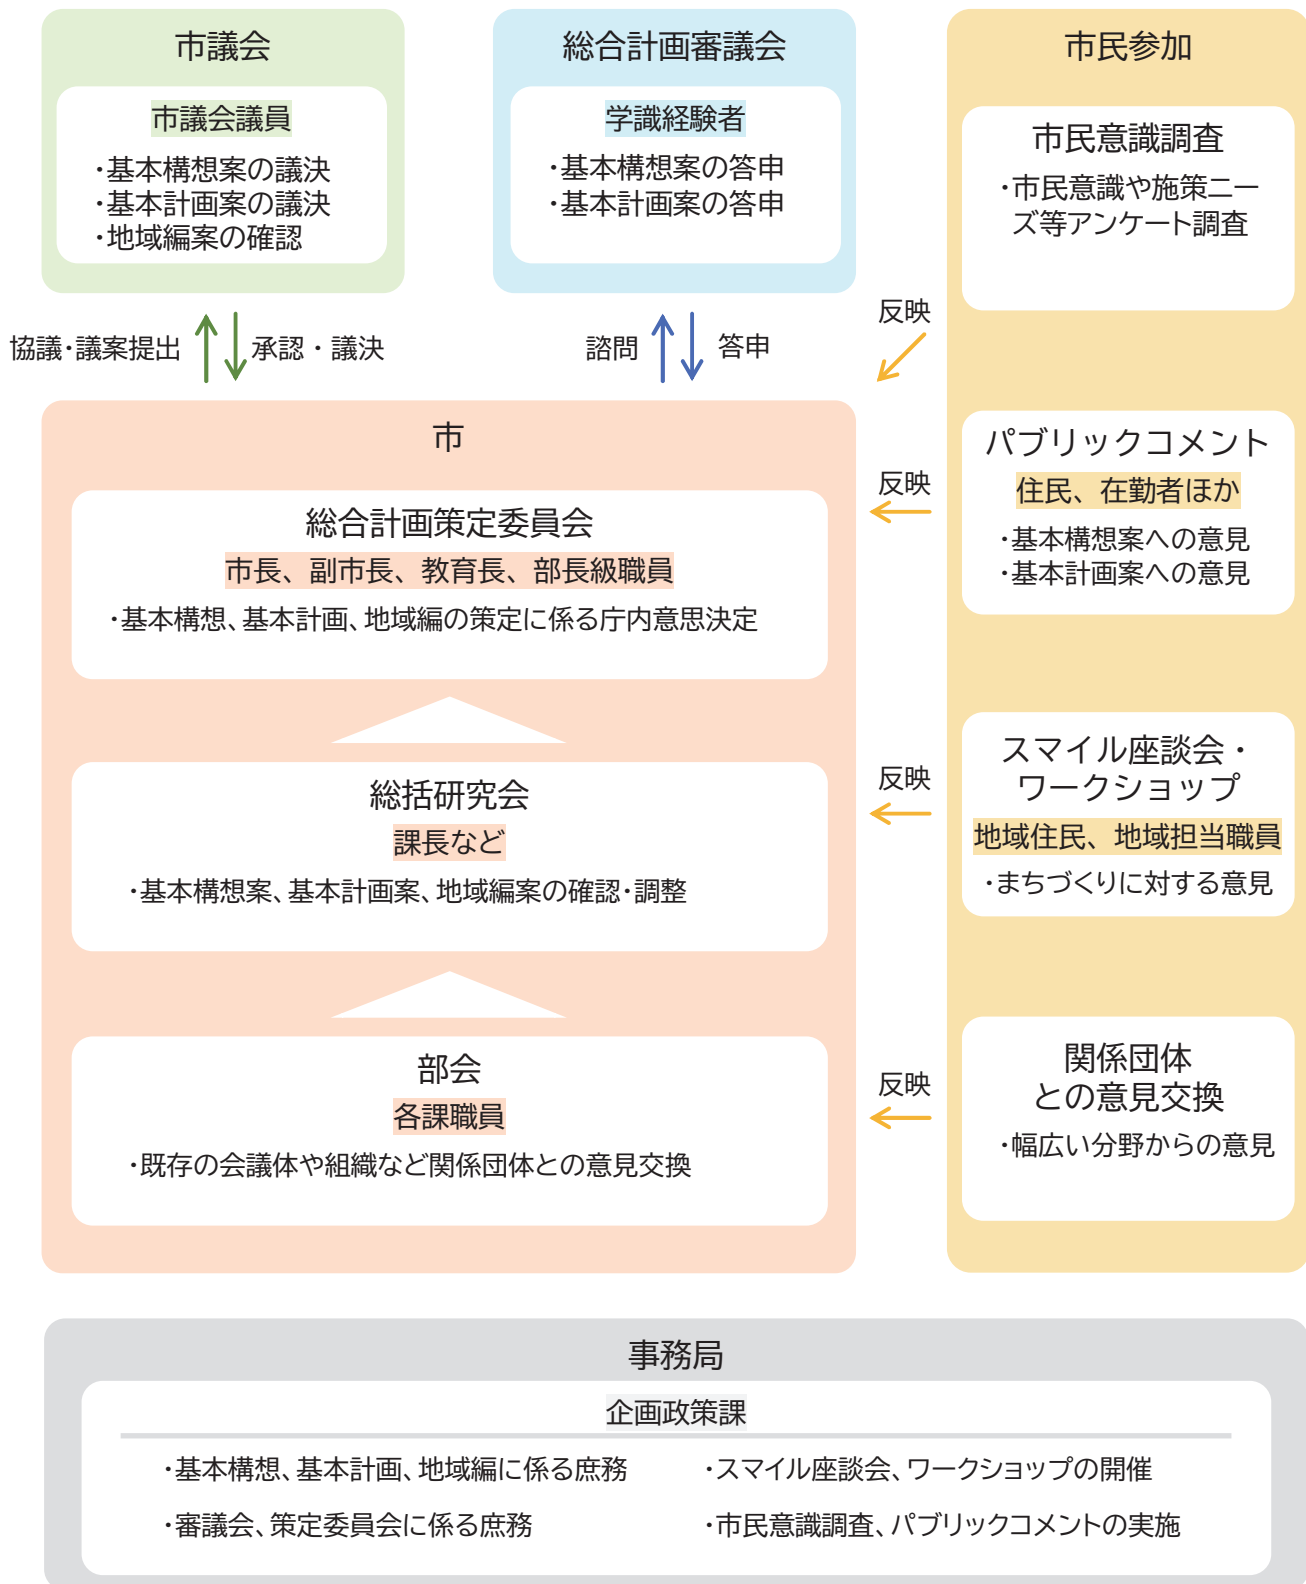 市議会
市議会議員
・基本構想案の議決
・基本計画案の議決
・地域編案の確認
総合計画審議会
学識経験者
・基本構想案の答申
・基本計画案の答申
協議・議案提出
承認・議決
諮問
答申
市
総合計画策定委員会
市長、副市長、教育長、部長級職員
・基本構想、基本計画、地域編の策定に係る庁内意思決定
総括研究会
課長など
・基本構想案、基本計画案、地域編案の確認・調整
部会
各課職員
・既存の会議体や組織など関係団体との意見交換
反映
反映
反映
反映
市民参加
市民意識調査
・市民意識や施策ニー
ズ等アンケート調査
パブリックコメント
住民、在勤者ほか
・基本構想案への意見
・基本計画案への意見
スマイル座談会・
ワークショップ
地域住民、地域担当職員
・まちづくりに対する意見
関係団体
との意見交換
・幅広い分野からの意見
事務局
企画政策課
・基本構想、基本計画、地域編に係る庶務
・審議会、策定委員会に係る庶務
・スマイル座談会、ワークショップの開催
・市民意識調査、パブリックコメントの実施